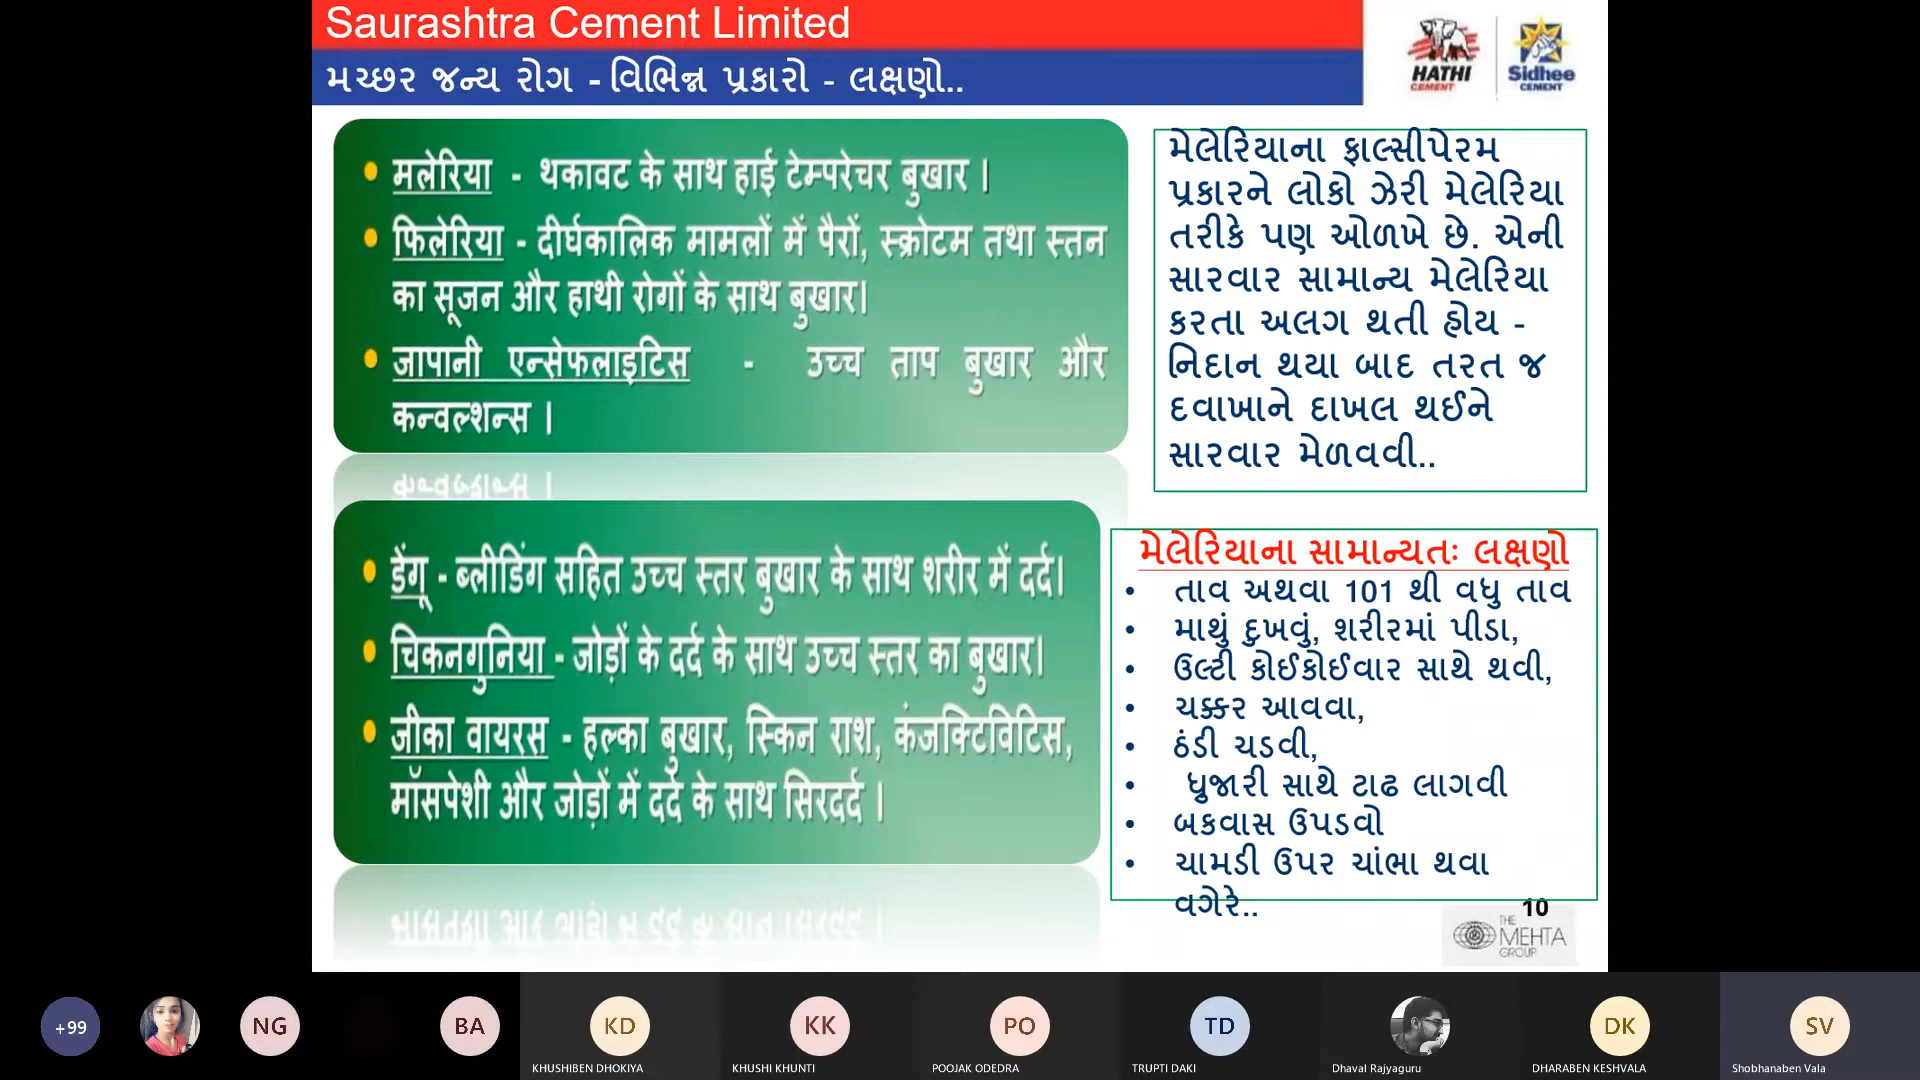 Saurashtra Cement Limited
મચ્છર જન્ય રોગ - વિભિન્ન પ્રકારો - લક્ષણો..
HATHI
CEMENT
Sidhee
CEMENT
• मलेरिया - थकावट के साथ हाई टेम्परेचर बुखार ।
• फिलेरिया - दीर्घकालिक मामलों में पैरों, स्क्रोटम तथा स्तन
का सूजन और हाथी रोगों के साथ बुखार।
• जापानी एन्सेफलाइटिस - उच्च ताप बुखार और
कन्वल्शन्स ।
મેલેરિયાના ફાલ્સીપેરમ
પ્રકારને લોકો ઝેરી મેલેરિયા
તરીકે પણ ઓળખે છે. એની
સારવાર સામાન્ય મેલેરિયા
કરતા અલગ થતી હોય -
નિદાન થયા બાદ તરત જ
દવાખાને દાખલ થઈને
સારવાર મેળવવી..
• डेंगू - ब्लीडिंग सहित उच्च स्तर बुखार के साथ शरीर में दर्द।
• चिकनगुनिया - जोड़ों के दर्द के साथ उच्च स्तर का बुखार।
• जीका वायरस - हल्का बुखार, स्किन राश, कंजक्टिविटिस,
मॉसपेशी और जोड़ों में दर्द के साथ सिरदर्द ।
મેલેરિયાના સામાન્યતઃ લક્ષણો
• તાવ અથવા 101 થી વધુ તાવ
• માથું દુખવું, શરીરમાં પીડા,
• ઉલ્ટી કોઈકોઈવાર સાથે થવી,
• ચક્કર આવવા,
• ઠંડી ચડવી,
• ધ્રુજારી સાથે ટાઢ લાગવી
• બકવાસ ઉપડવો
• ચામડી ઉપર ચાંભા થવા
વગેરે..
10
THE
MEHTA
GROUP
+99
NG
BA
KD
KK
PO
TD
DK
SV
KHUSHIBEN DHOKIYA
KHUSHI KHUNTI
POOJAK ODEDRA
TRUPTI DAKI
Dhaval Rajyaguru
DHARABEN KESHVALA
Shobhanaben Vala